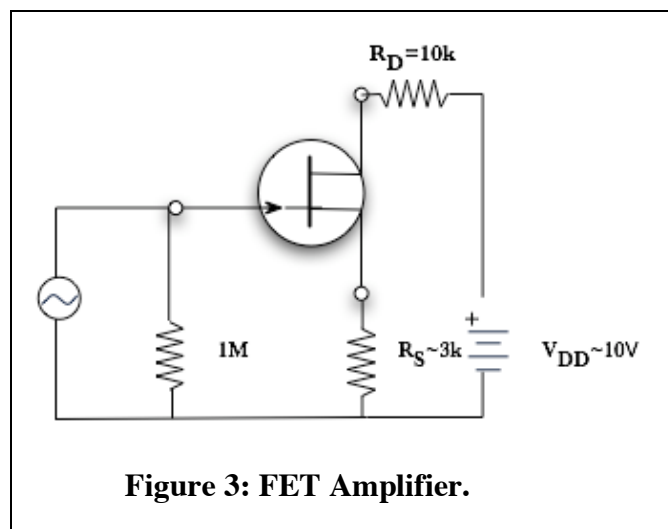 R_D=10k
1M
R_S~3k
+
V_DD~10V
Figure 3: FET Amplifier.